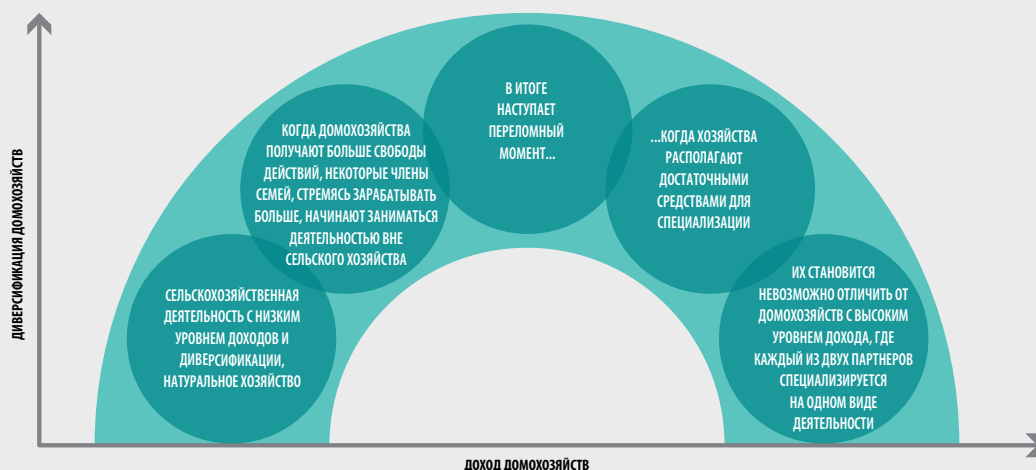 ДИВЕРСИФИКАЦИЯ ДОМОХОЗЯЙСТВ
СЕЛЬСКОХОЗЯЙСТВЕННАЯ
ДЕЯТЕЛЬНОСТЬ С НИЗКИМ
УРОВНЕМ ДОХОДОВ И
ДИВЕРСИФИКАЦИИ,
НАТУРАЛЬНОЕ ХОЗЯЙСТВО
КОГДА ДОМОХОЗЯЙСТВА
ПОЛУЧАЮТ БОЛЬШЕ СВОБОДЫ
ДЕЙСТВИЙ, НЕКОТОРЫЕ ЧЛЕНЫ
СЕМЕЙ, СТРЕМЯСЬ ЗАРАБАТЫВАТЬ
БОЛЬШЕ, НАЧИНАЮТ ЗАНИМАТЬСЯ
ДЕЯТЕЛЬНОСТЬЮ ВНЕ
СЕЛЬСКОГО ХОЗЯЙСТВА
В ИТОГЕ
НАСТУПАЕТ
ПЕРЕЛОМНЫЙ
МОМЕНТ...
...КОГДА ХОЗЯЙСТВА
РАСПОЛАГАЮТ
ДОСТАТОЧНЫМИ
СРЕДСТВАМИ ДЛЯ
СПЕЦИАЛИЗАЦИИ
ИХ СТАНОВИТСЯ
НЕВОЗМОЖНО ОТЛИЧИТЬ ОТ
ДОМОХОЗЯЙСТВ С ВЫСОКИМ
УРОВНЕМ ДОХОДА, ГДЕ
КАЖДЫЙ ИЗ ДВУХ ПАРТНЕРОВ
СПЕЦИАЛИЗИРУЕТСЯ
НА ОДНОМ ВИДЕ
ДЕЯТЕЛЬНОСТИ
ДОХОД ДОМОХОЗЯЙСТВ